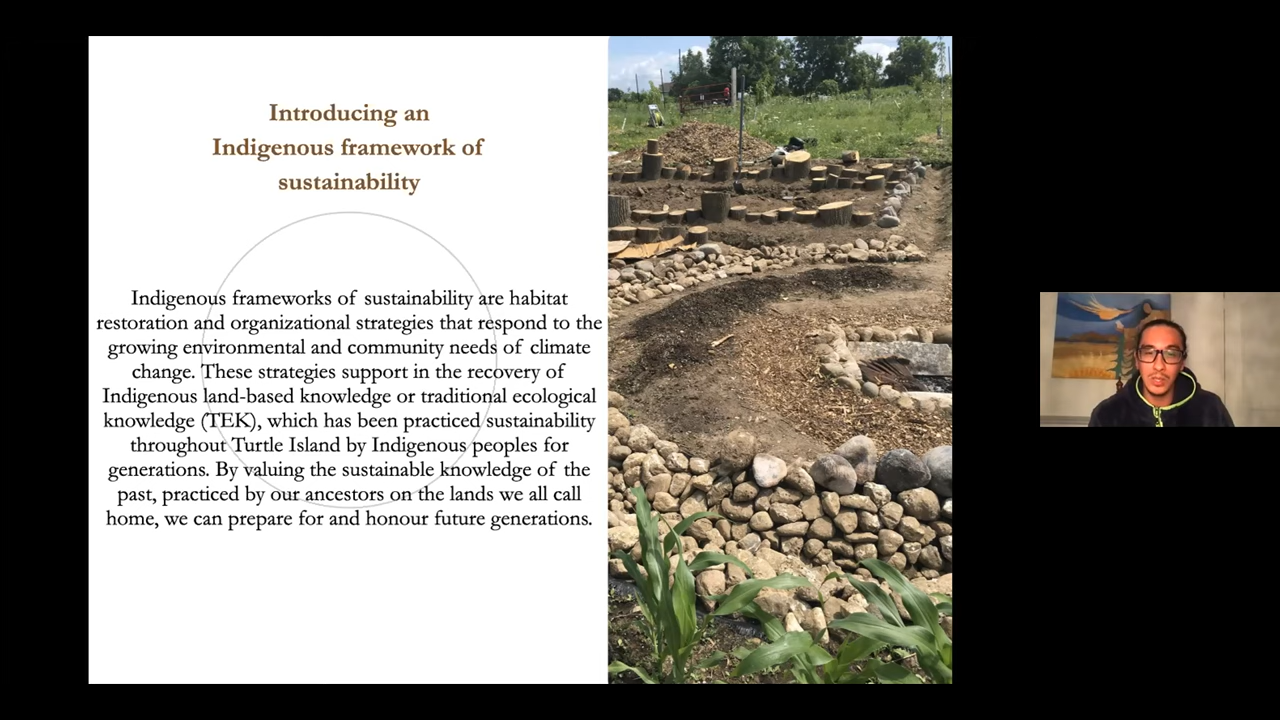 Introducing an
Indigenous framework of
sustainability
Indigenous frameworks of sustainability are habitat
restoration and organizational strategies that respond to the
growing environmental and community needs of climate
change. These strategies support in the recovery of
Indigenous land-based knowledge or traditional ecological
knowledge (TEK), which has been practiced sustainability
throughout Turtle Island by Indigenous peoples for
generations. By valuing the sustainable knowledge of the
past, practiced by our ancestors on the lands we all call
home, we can prepare for and honour future generations.